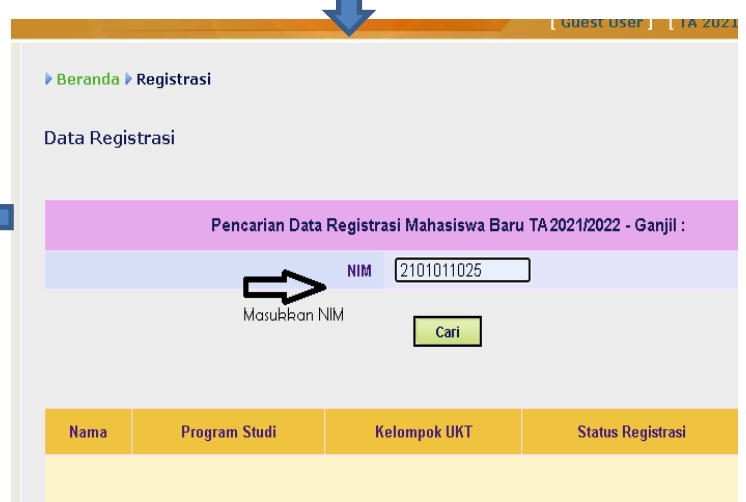 [ Guest User ] [ TA 2021
Beranda Registrasi
Data Registrasi
Pencarian Data Registrasi Mahasiswa Baru TA 2021/2022 - Ganjil :
NIM 2101011025
Masukkan NIM
Cari
Nama Program Studi Kelompok UKT Status Registrasi